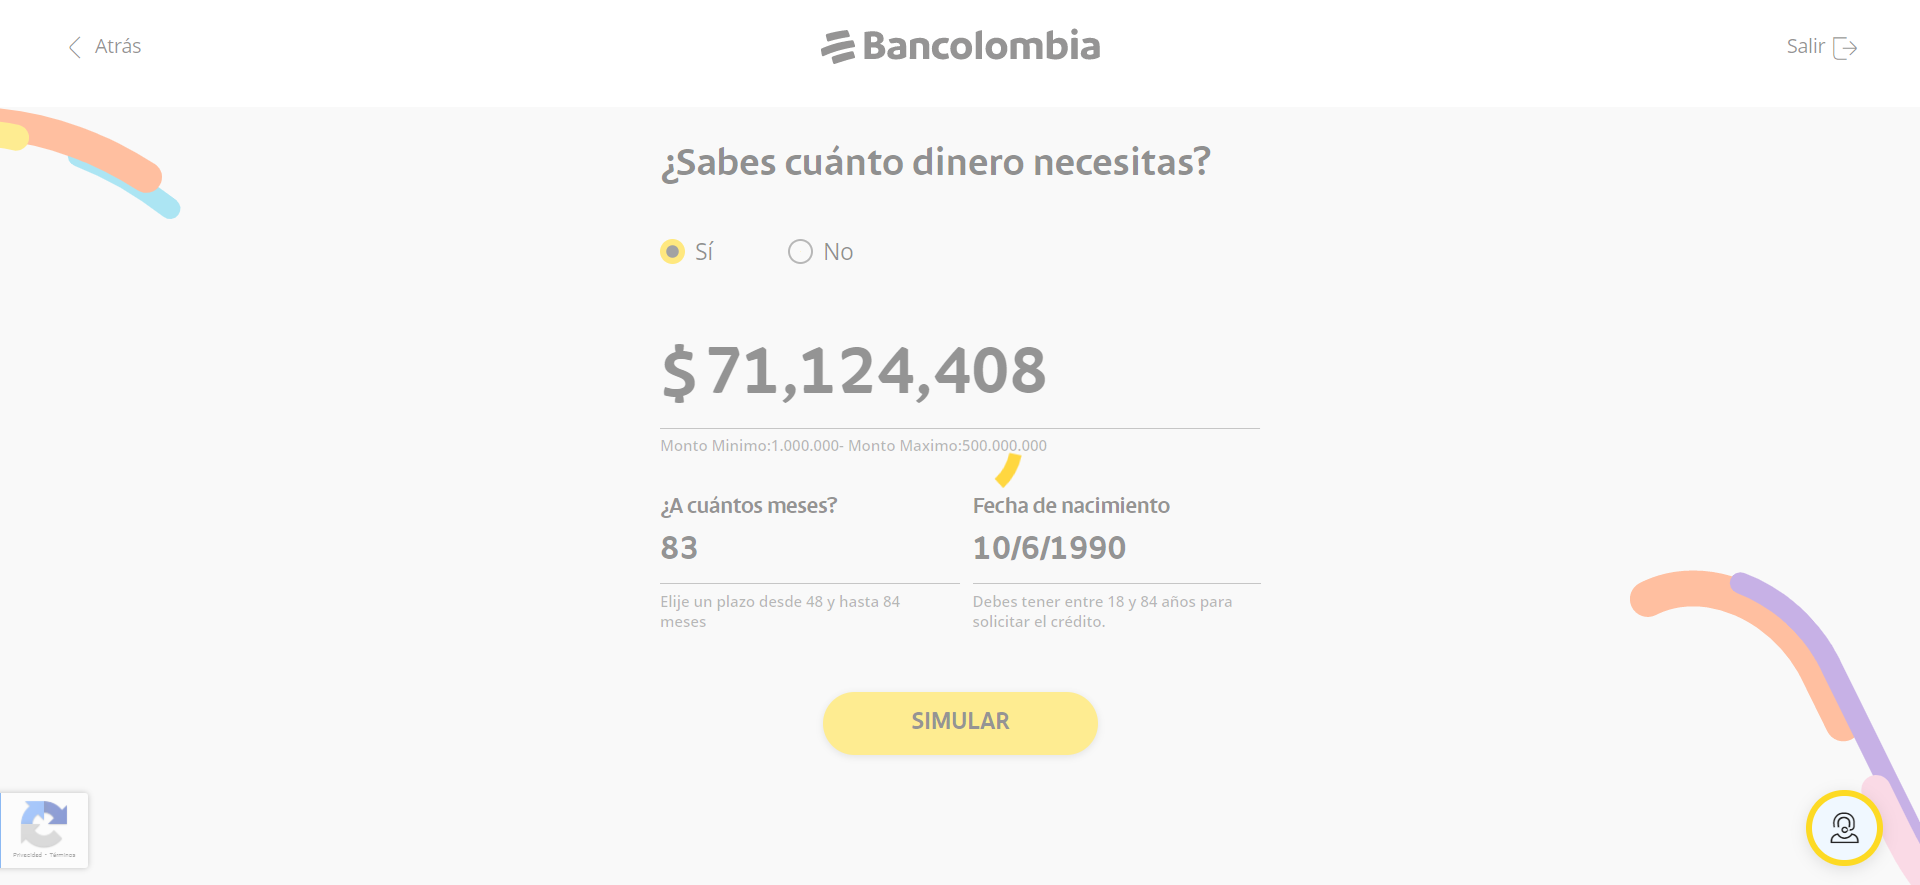 Atrás
Bancolombia
Salir
¿Sabes cuánto dinero necesitas?
Sí
No
$ 71,124,408
Monto Minimo:1.000.000- Monto Maximo:500.000.000
¿A cuántos meses?
83
Elije un plazo desde 48 y hasta 84
meses
Fecha de nacimiento
10/6/1990
Debes tener entre 18 y 84 años para
solicitar el crédito.
SIMULAR
Privacidad - Términos